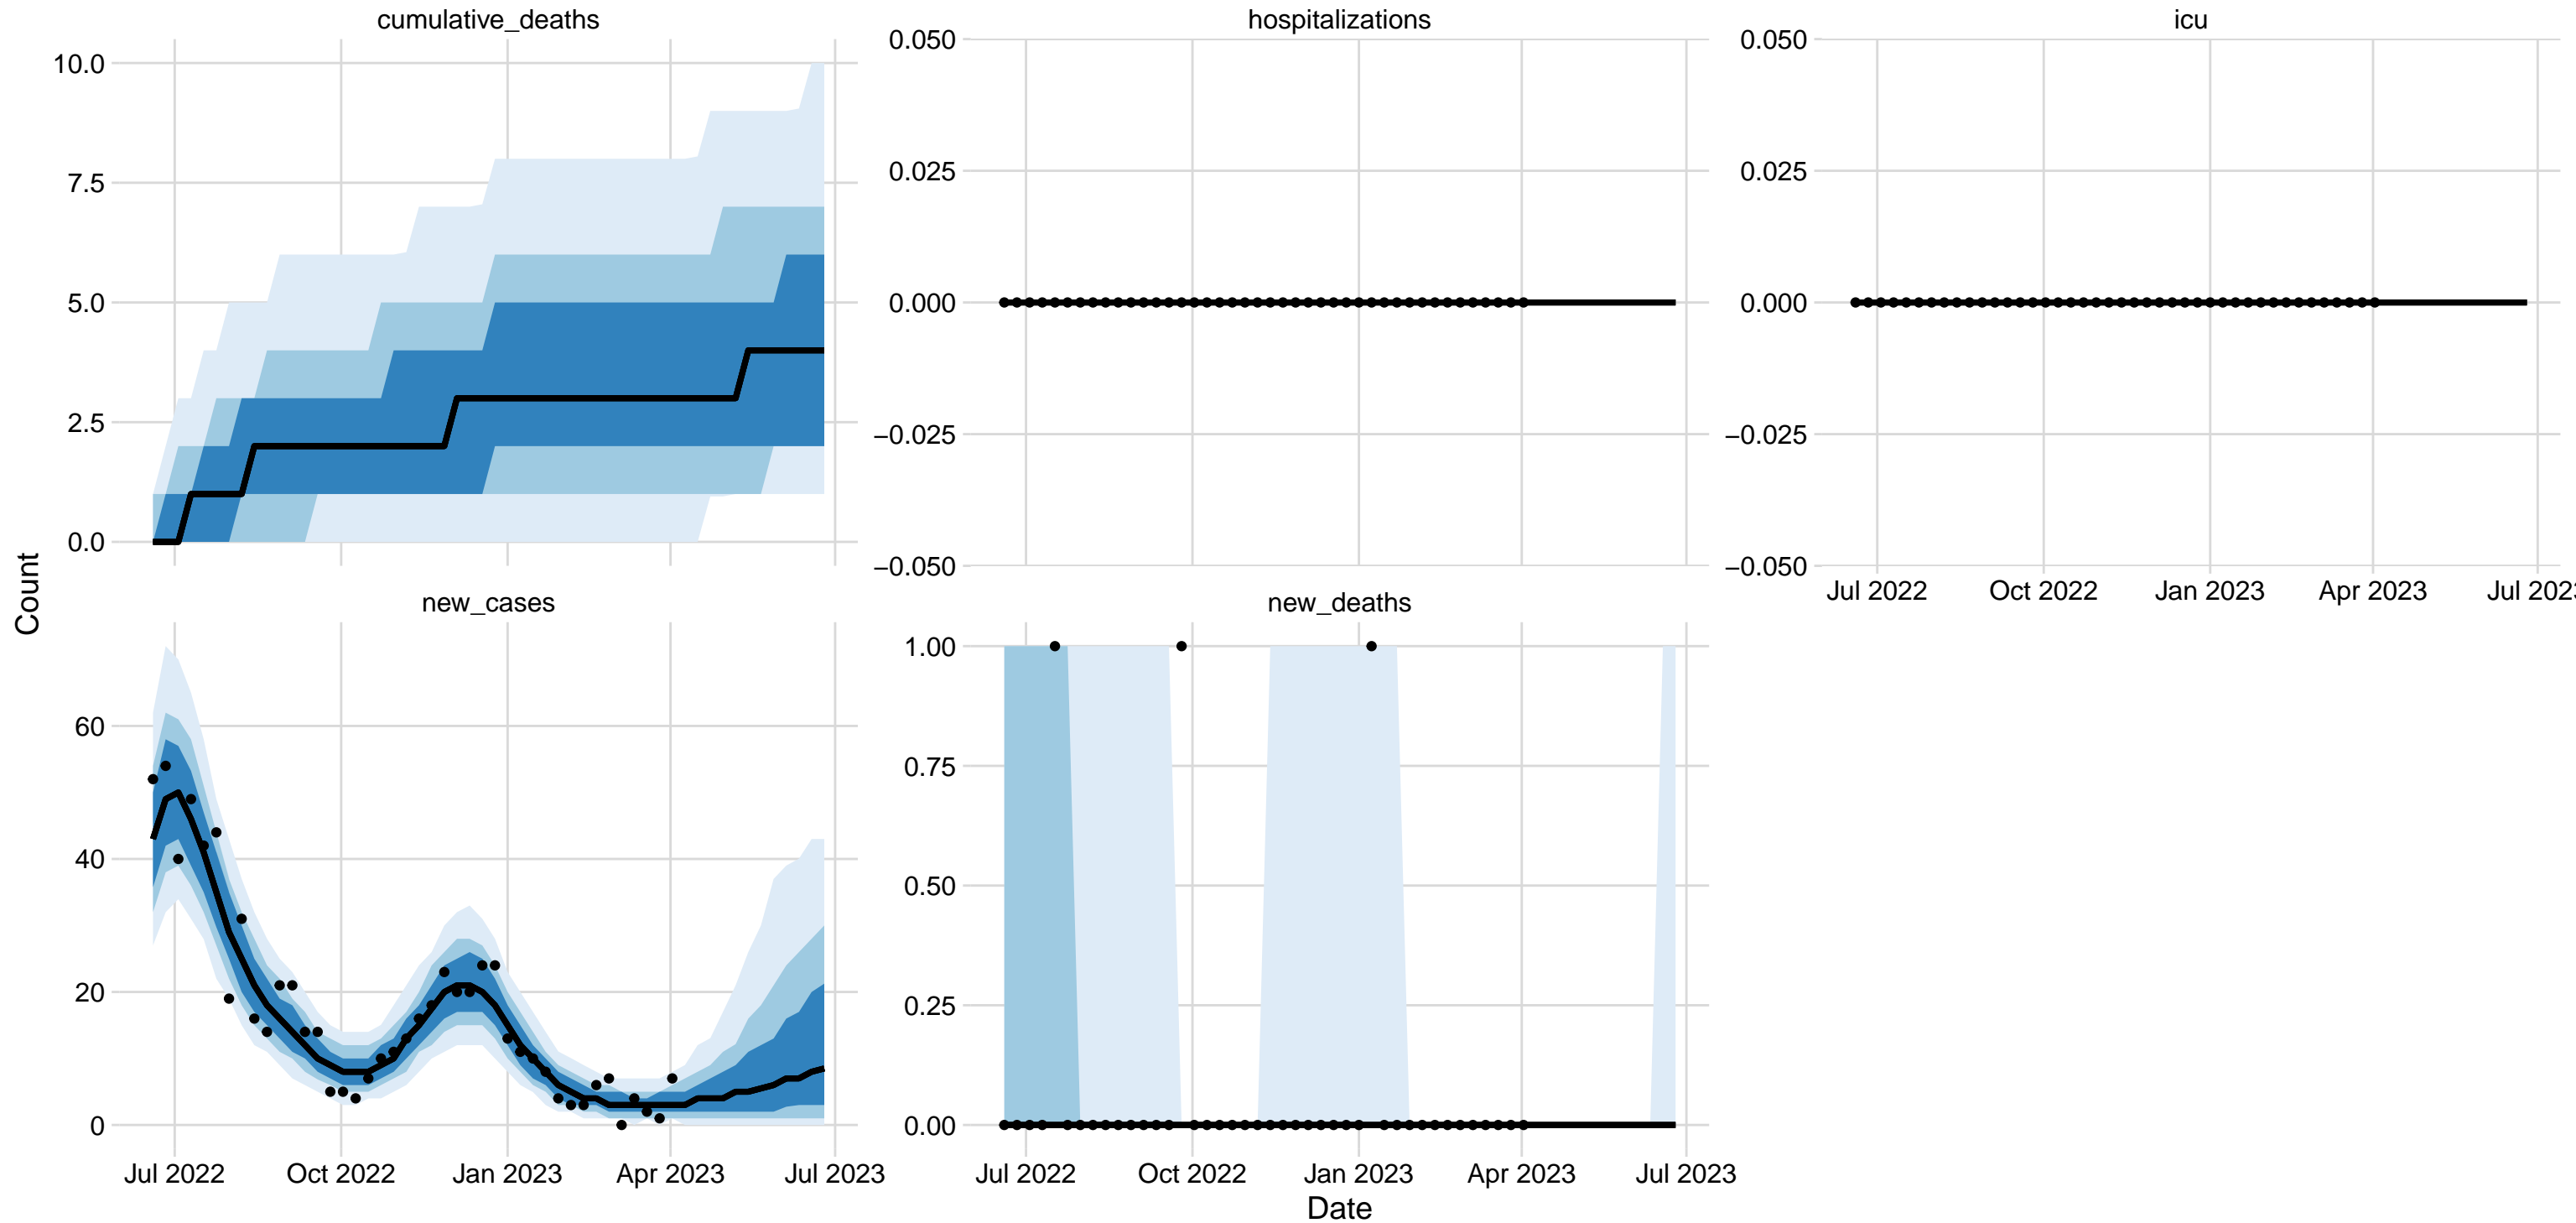 cumulative_deaths
hospitalizations
icu
10.0
7.5
5.0
2.5
0.0
0.050
0.025
0.000
−0.025
−0.050
0.050
0.025
0.000
−0.025
−0.050
Jul 2022 Oct 2022 Jan 2023 Apr 2023 Jul 202
Count
new_cases
new_deaths
60
40
20
0
1.00
0.75
0.50
0.25
0.00
Jul 2022 Oct 2022 Jan 2023 Apr 2023 Jul 2023
Jul 2022 Oct 2022 Jan 2023 Apr 2023 Jul 2023
Date